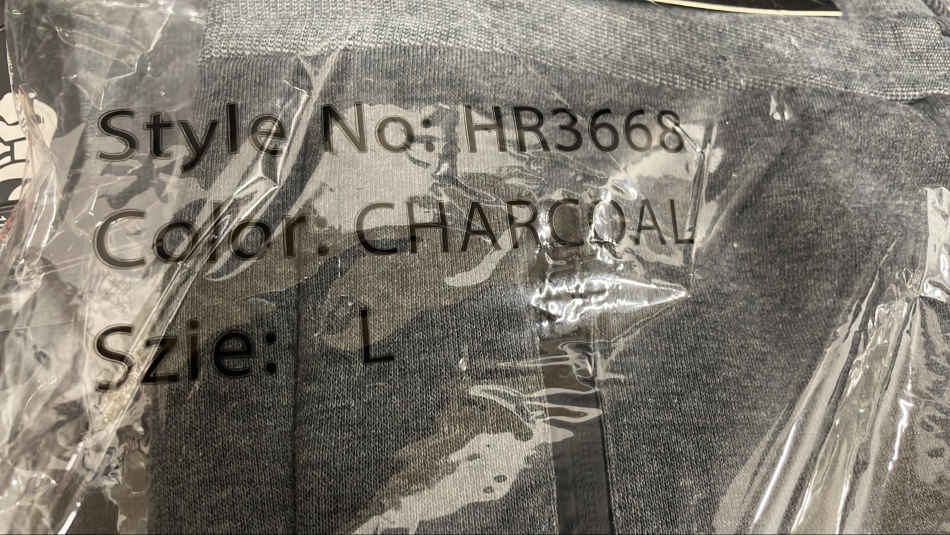 Style No: HR3668
Color. CHARCOAL
Szie: L